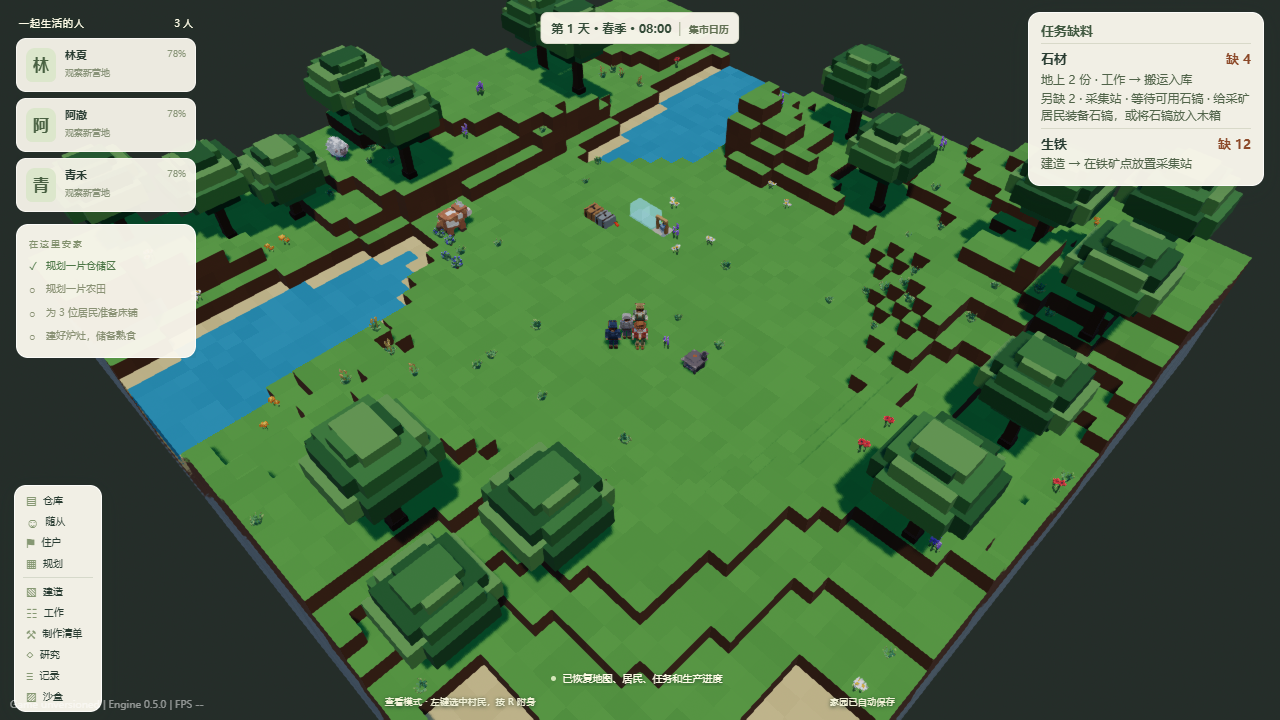 一起生活的人 3 人
林 林夏 78%
观察新营地
阿 阿澈 78%
观察新营地
青 青禾 78%
观察新营地
在这里安家
✓ 规划一片仓储区
○ 规划一片农田
○ 为 3 位居民准备床铺
○ 建好炉灶，储备熟食
第 1 天 • 春季 • 08:00 | 集市日历
任务缺料
石材 缺 4
地上 2 份 · 工作 → 搬运入库
另缺 2 · 采集站 · 等待可用石镐 · 给采矿
居民装备石镐，或将石镐放入木箱
生铁 缺 12
建造 → 在铁矿点放置采集站
仓库
随从
住户
规划
建造
工作
制作清单
研究
记录
沙盒
| Engine 0.5.0 | FPS --
已恢复地图、居民、任务和生产进度
查看模式 · 左键选中村民，按 R 附身
家园已自动保存